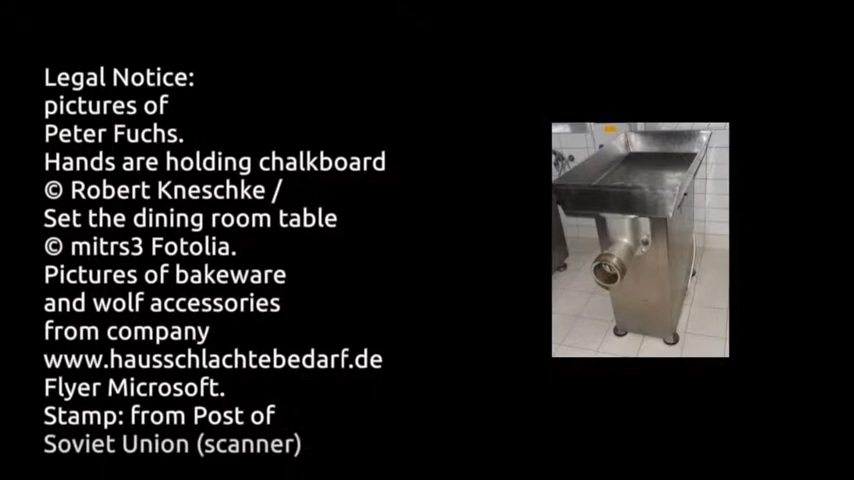 Legal Notice:
pictures of
Peter Fuchs.
Hands are holding chalkboard
© Robert Kneschke /
Set the dining room table
© mitrs3 Fotolia.
Pictures of bakeware
and wolf accessories
from company
www.hausschlachtebedarf.de
Flyer Microsoft.
Stamp: from Post of
Soviet Union (scanner)